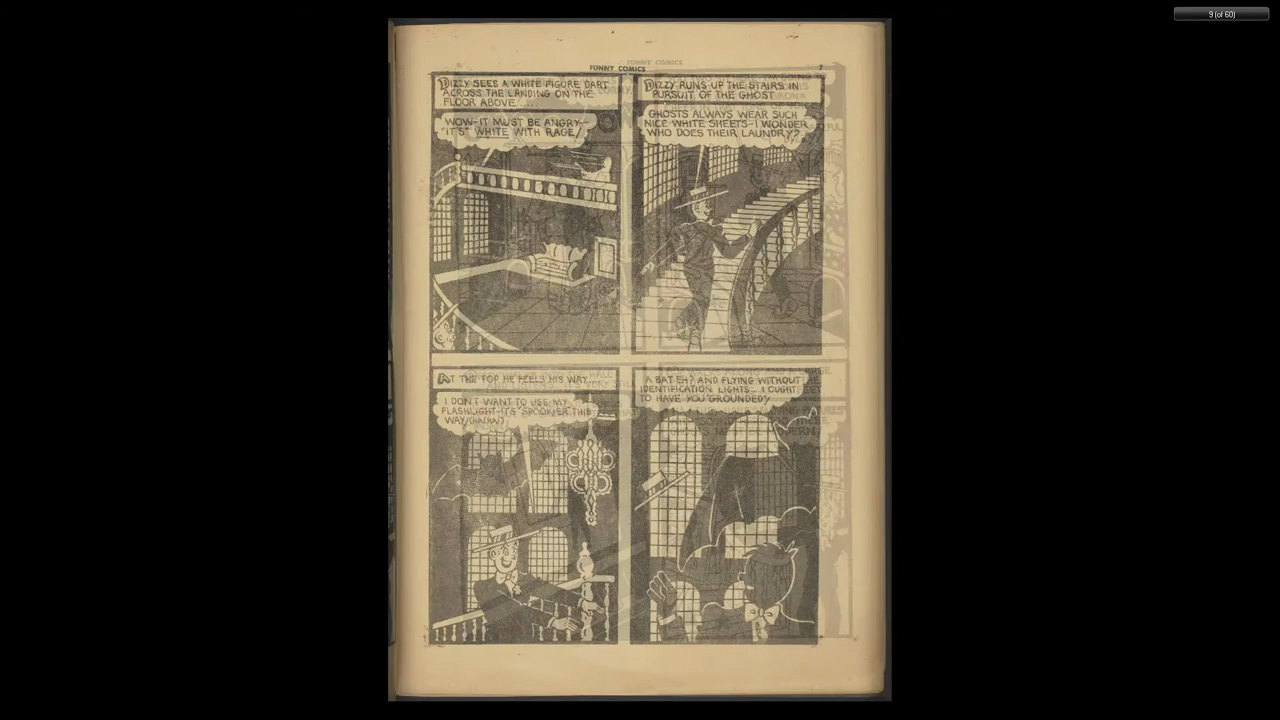 9 (of 60)
FUNNY COMICS
FUNNY COMICS 7
DIZZY SEES A WHITE FIGURE DART
ACROSS THE LANDING ON THE
FLOOR ABOVE.....
WOW-IT MUST BE ANGRY-
"IT'S" WHITE WITH RAGE!
DIZZY RUNS UP THE STAIRS IN
PURSUIT OF THE GHOST
GHOSTS ALWAYS WEAR SUCH
NICE WHITE SHEETS-I WONDER
WHO DOES THEIR LAUNDRY?
AT THE TOP HE FEELS HIS WAY
I DON'T WANT TO USE MY
FLASHLIGHT-IT'S SPOOKIER THIS
WAY!
A BAT EH? AND FLYING WITHOUT
IDENTIFICATION LIGHTS... I OUGHT
TO HAVE YOU GROUNDED!